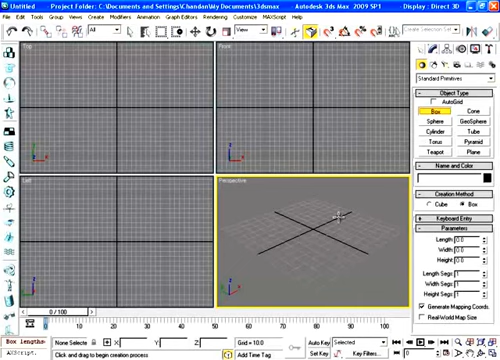 Untitled - Project Folder: C:\Documents and Settings\Chandan\My Documents\3dsmax - Autodesk 3ds Max 2009 SP1 - Display : Direct 3D
File Edit Tools Group Views Create Modifiers Animation Graph Editors Rendering Customize MAXScript Help
All
View
Create Selection Set
Top
Front
Left
Perspective
Standard Primitives
Object Type
AutoGrid
Box Cone
Sphere GeoSphere
Cylinder Tube
Torus Pyramid
Teapot Plane
Name and Color
Creation Method
Cube Box
Keyboard Entry
Parameters
Length: 0.0
Width: 0.0
Height: 0.0
Length Segs: 1
Width Segs: 1
Height Segs: 1
Generate Mapping Coords.
Real-World Map Size
0 / 100
0 10 20 30 40 50 60 70 80 90 100
Box length=
None Selected X: Y: Z: Grid = 10.0 Auto Key Selected
AXScript.
Click and drag to begin creation process Add Time Tag Set Key Key Filters...